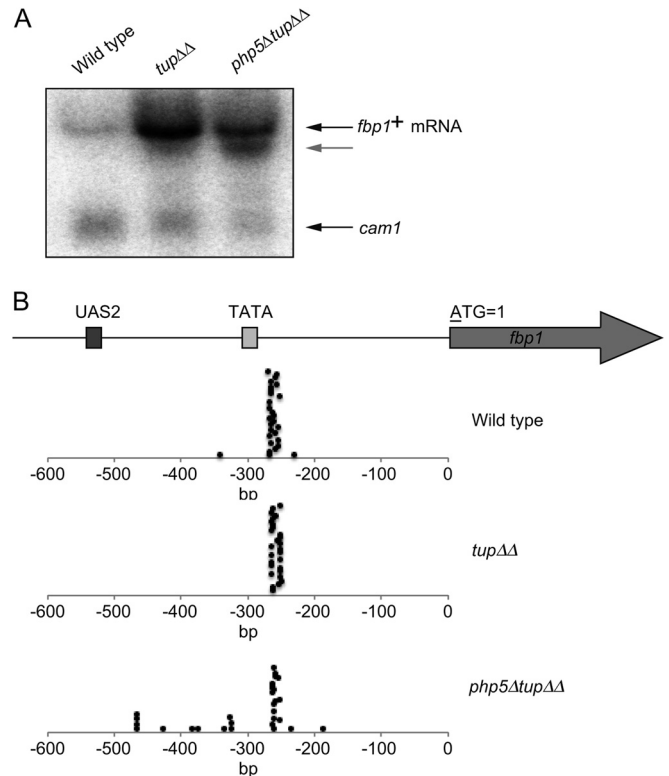 A
Wild type
tupΔΔ
php5ΔtupΔΔ
fbp1+ mRNA
cam1
B
UAS2
TATA
ATG=1
fbp1
Wild type
-600 -500 -400 -300 -200 -100 0
bp
tupΔΔ
-600 -500 -400 -300 -200 -100 0
bp
php5ΔtupΔΔ
-600 -500 -400 -300 -200 -100 0
bp